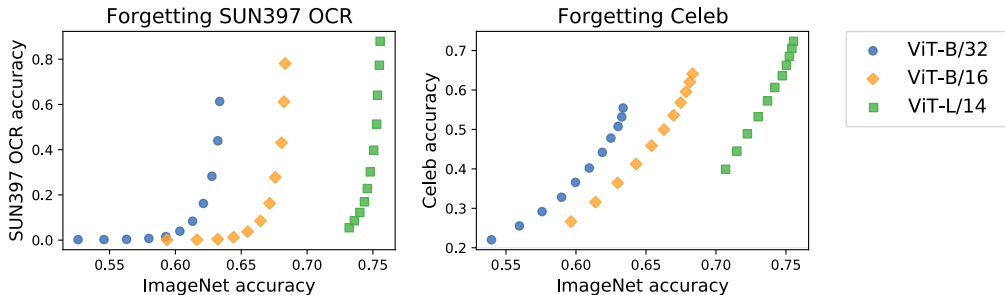 Forgetting SUN397 OCR
SUN397 OCR accuracy
0.8
0.6
0.4
0.2
0.0
0.55 0.60 0.65 0.70 0.75
ImageNet accuracy
Forgetting Celeb
Celeb accuracy
0.7
0.6
0.5
0.4
0.3
0.2
0.55 0.60 0.65 0.70 0.75
ImageNet accuracy
ViT-B/32
ViT-B/16
ViT-L/14